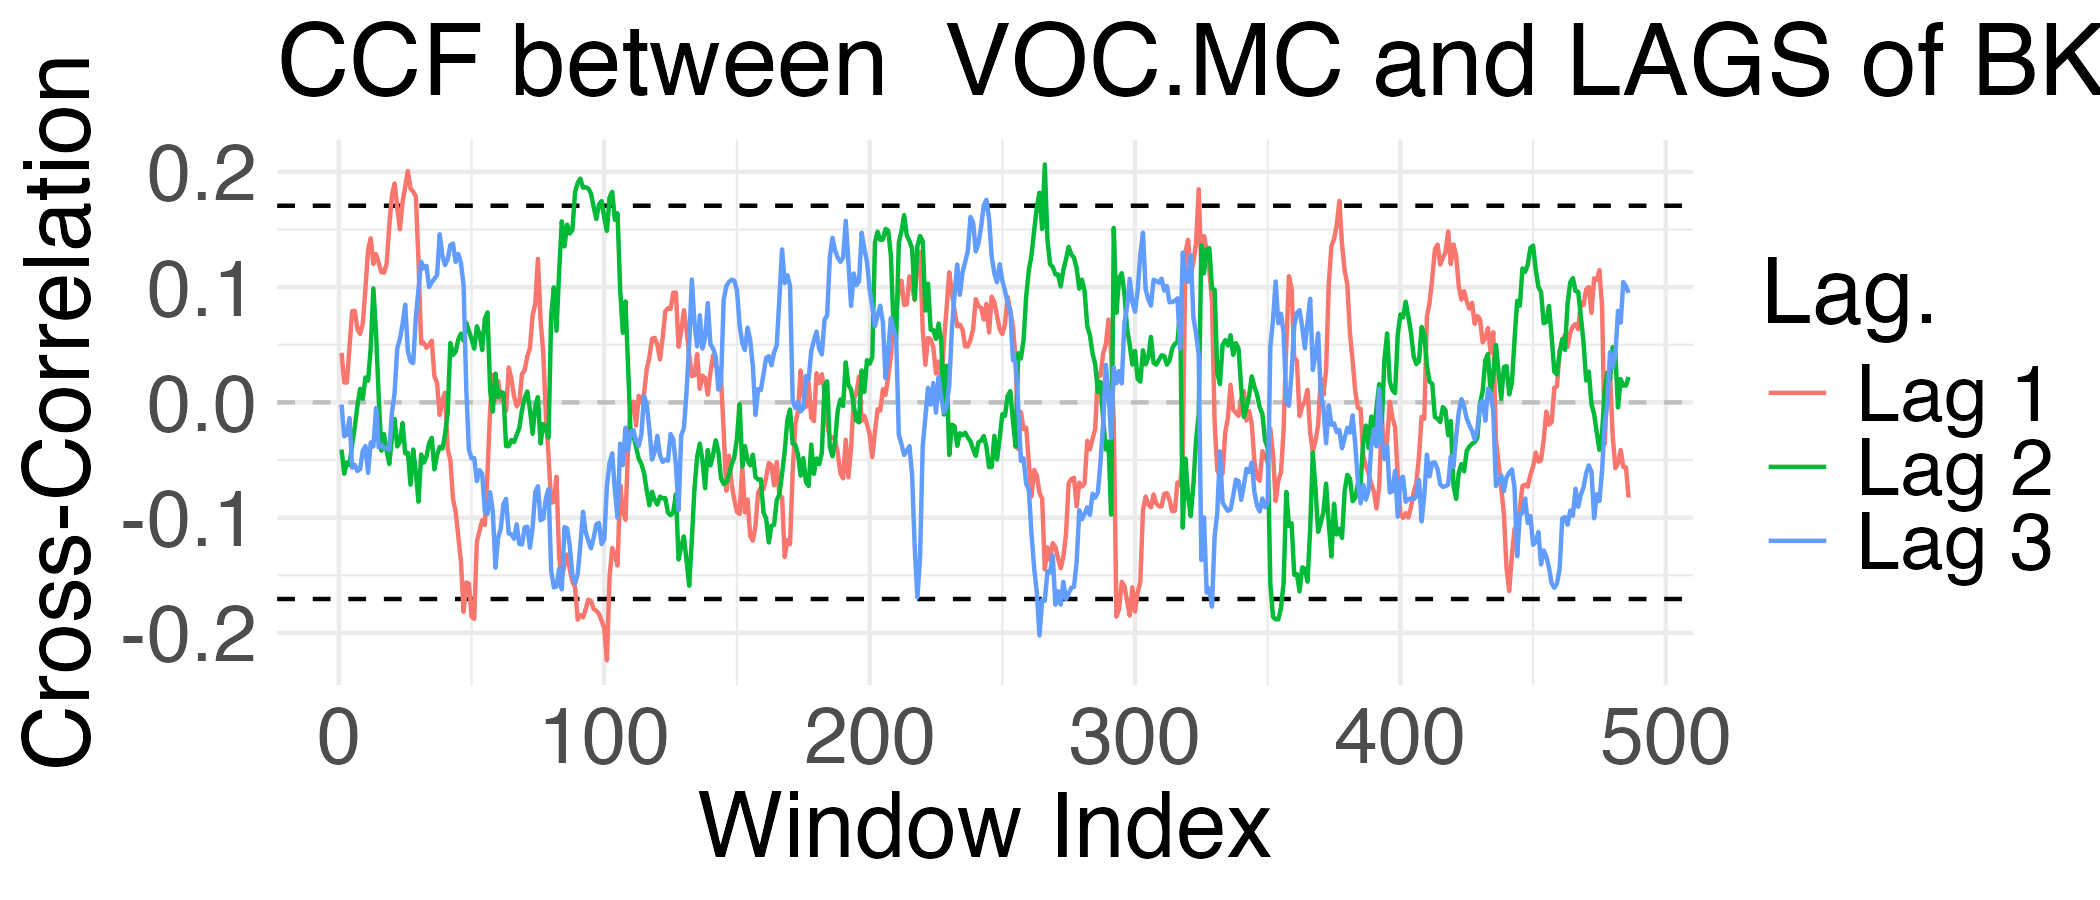 CCF between VOC.MC and LAGS of BK
Cross-Correlation
0.2
0.1
0.0
-0.1
-0.2
0 100 200 300 400 500
Window Index
Lag.
Lag 1
Lag 2
Lag 3